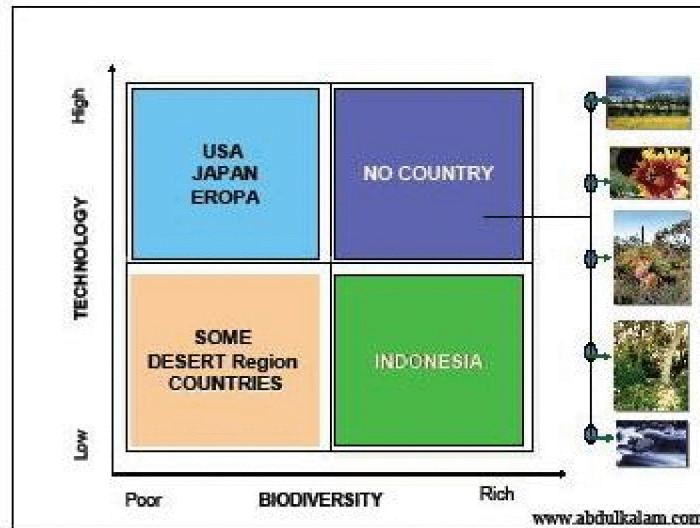 High
TECHNOLOGY
Low
USA
JAPAN
EROPA
NO COUNTRY
SOME
DESERT Region
COUNTRIES
INDONESIA
Poor
BIODIVERSITY
Rich
www.abdulkalam.com